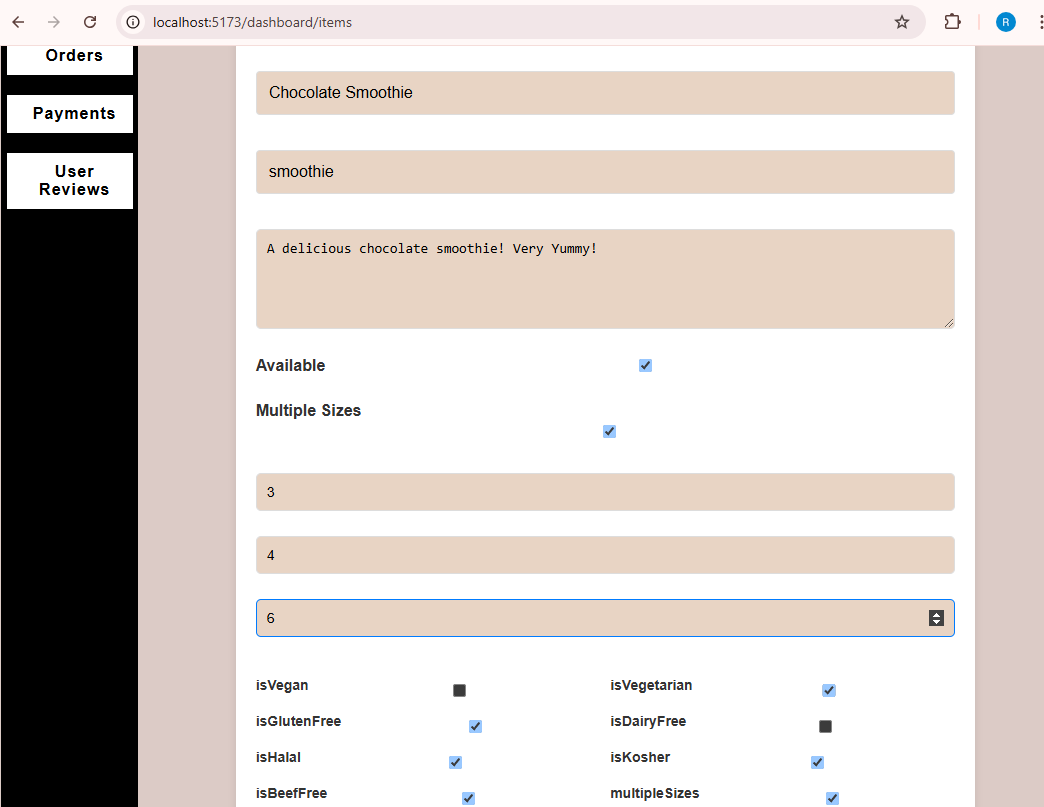 localhost:5173/dashboard/items
R
Orders
Payments
User
Reviews
Chocolate Smoothie
smoothie
A delicious chocolate smoothie! Very Yummy!
Available
Multiple Sizes
3
4
6
isVegan
isVegetarian
isGlutenFree
isDairyFree
isHalal
isKosher
isBeefFree
multipleSizes